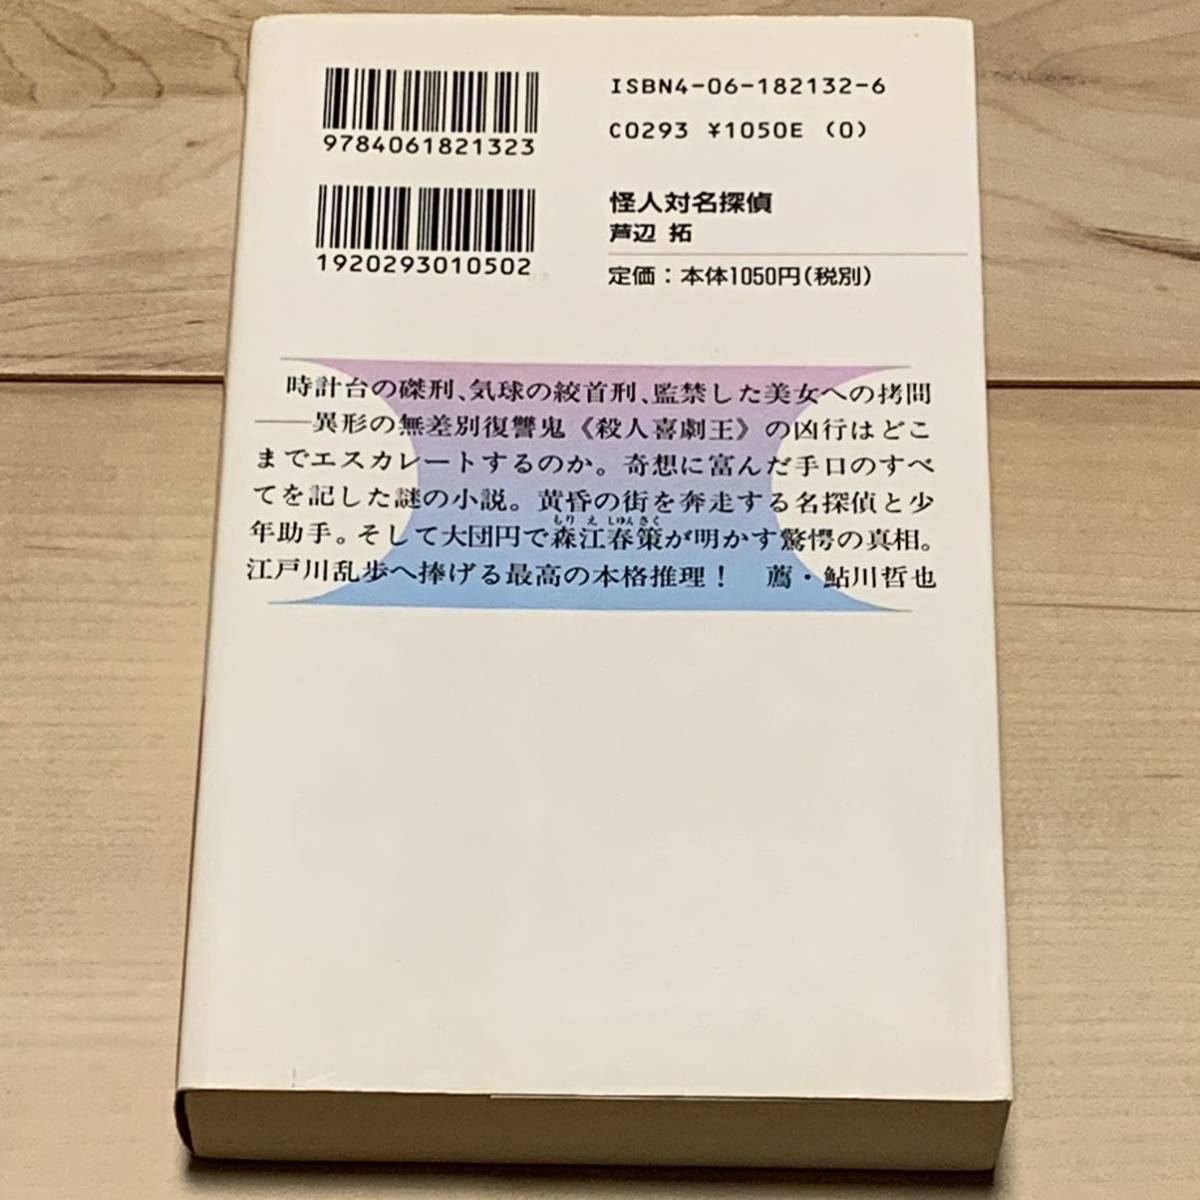 ISBN4-06-182132-6
C0293 ¥1050E (0)
9784061821323
1920293010502
怪人対名探偵
芦辺 拓
定価：本体1050円(税別)
時計台の磔刑、気球の絞首刑、監禁した美女への拷問
――異形の無差別復讐鬼《殺人喜劇王》の凶行はどこ
までエスカレートするのか。奇想に富んだ手口のすべ
てを記した謎の小説。黄昏の街を奔走する名探偵と少
もり え しゅんさく
年助手。そして大団円で森江春策が明かす驚愕の真相。
江戸川乱歩へ捧げる最高の本格推理！ 薦・鮎川哲也